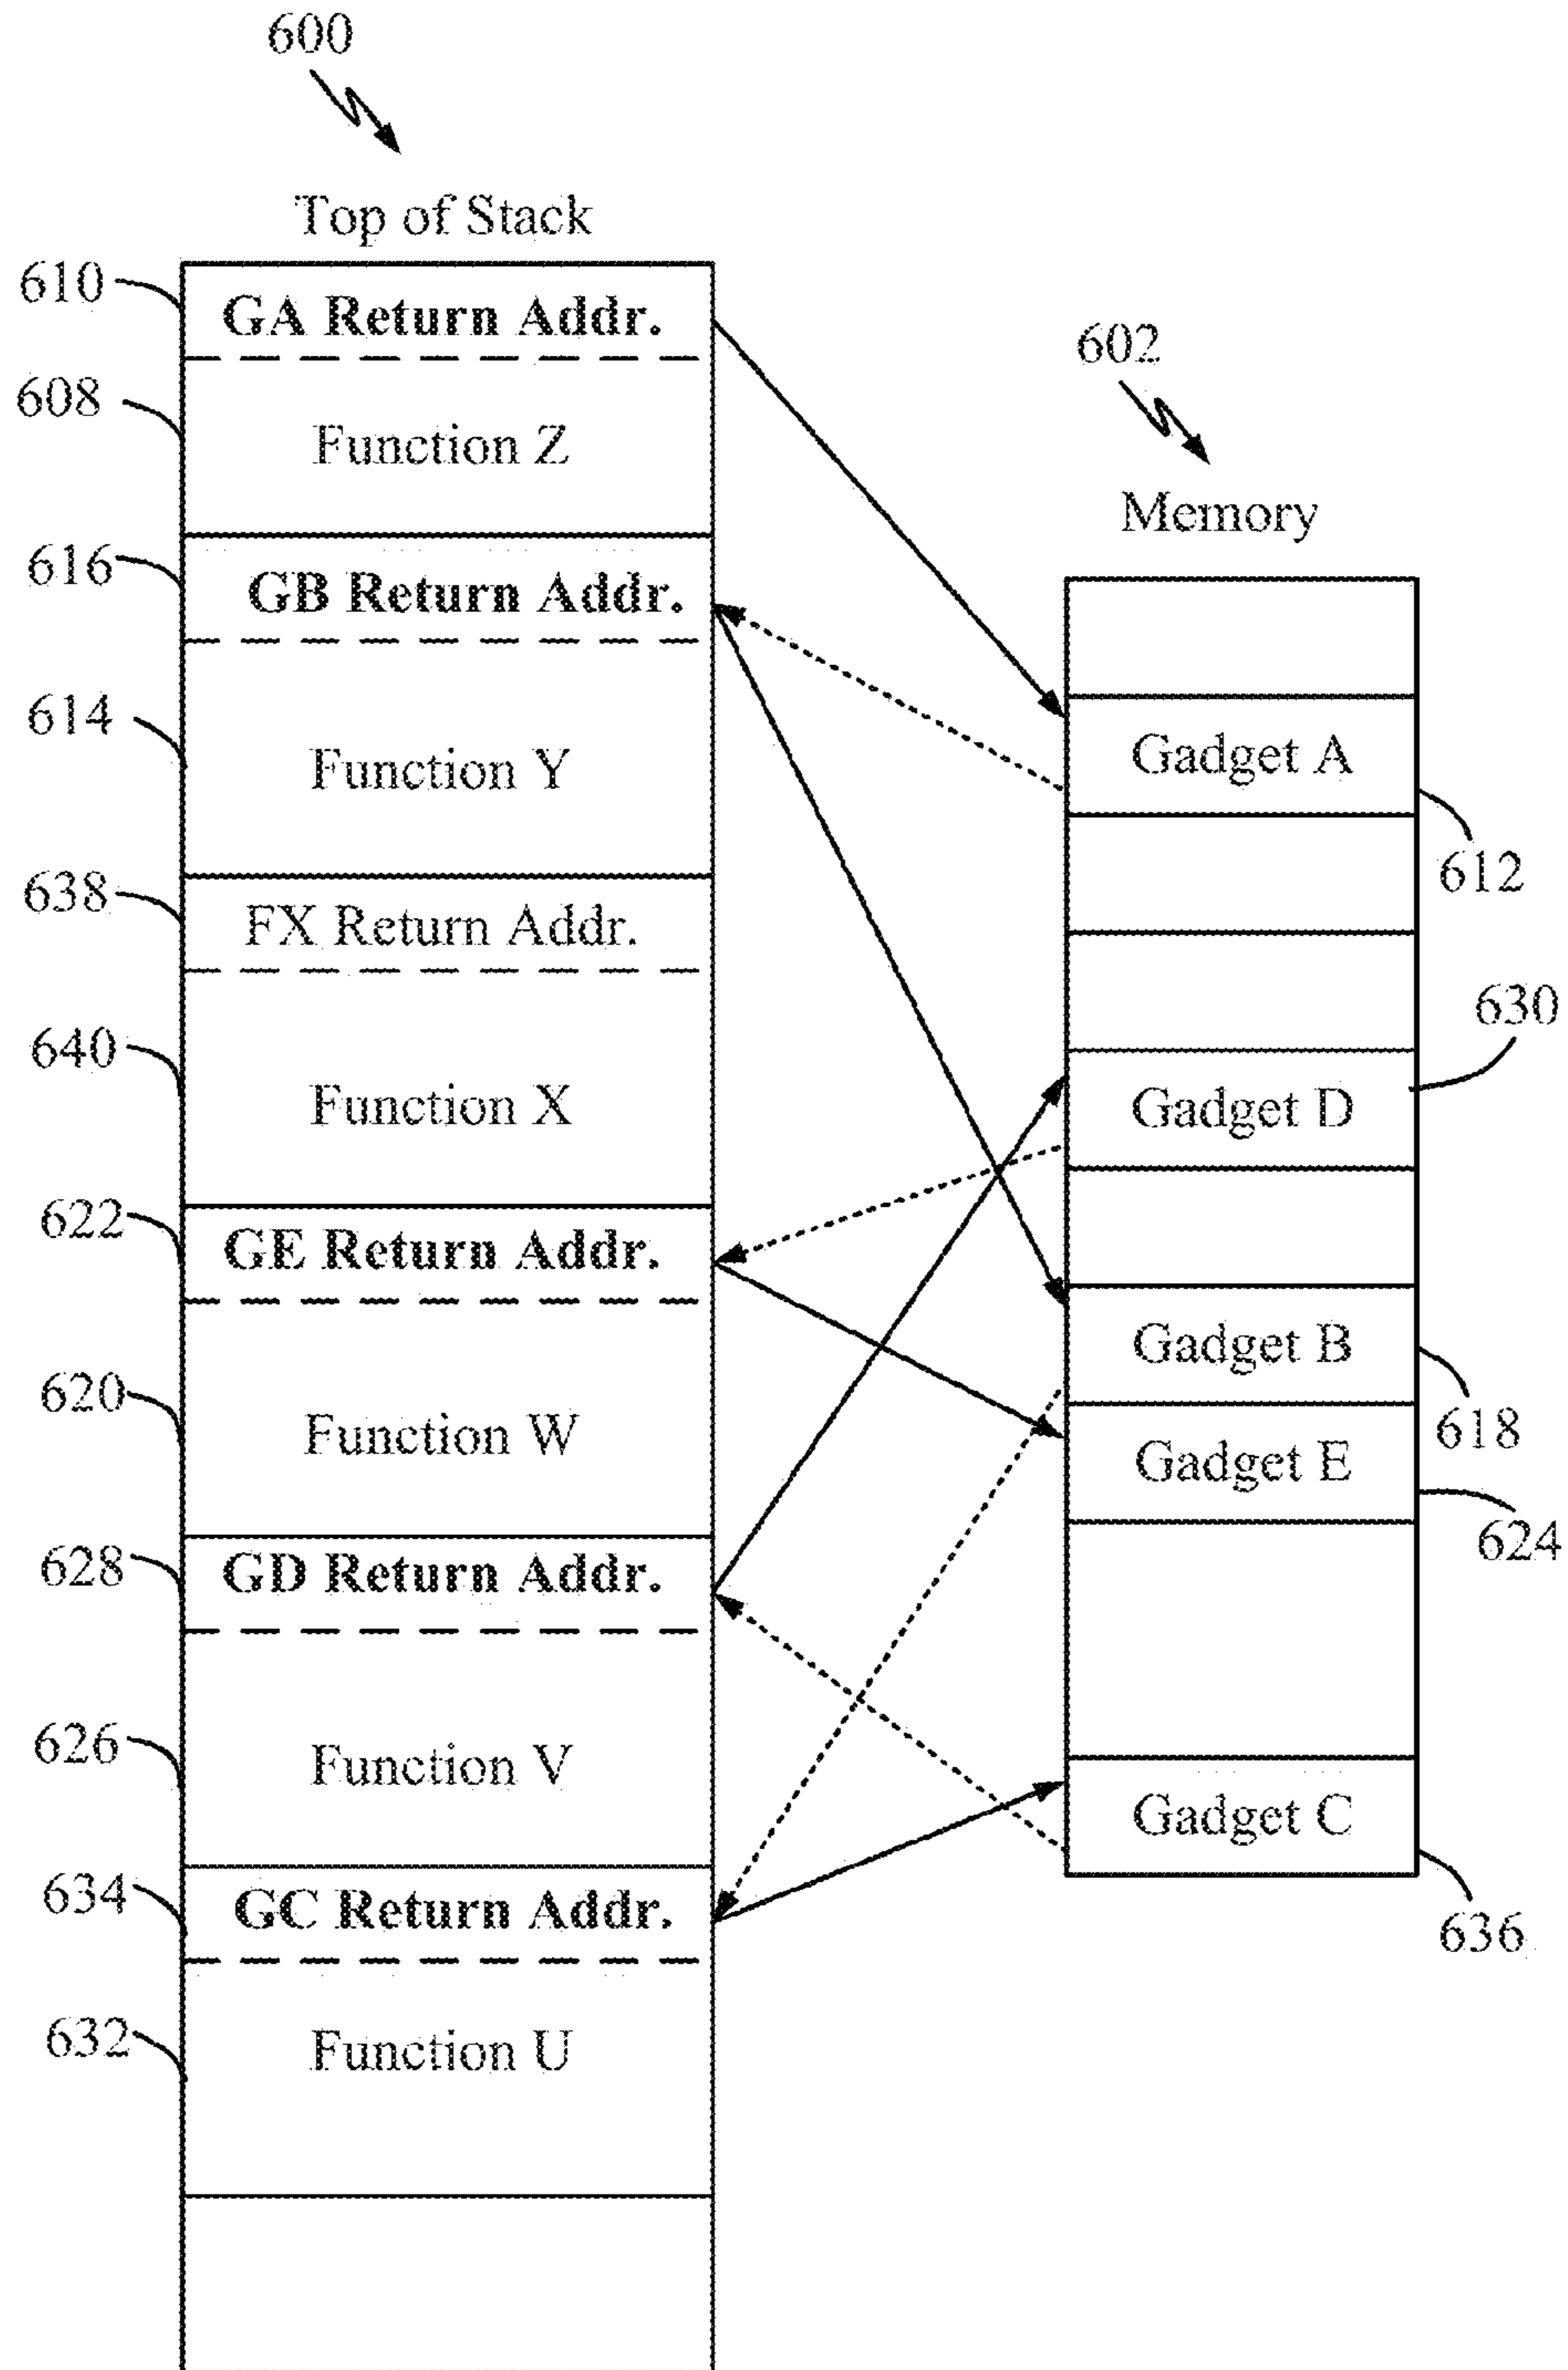 600
Top of Stack
610
GA Return Addr.
602
608
Function Z
Memory
616
GB Return Addr.
614
Function Y
Gadget A
612
638
FX Return Addr.
630
640
Function X
Gadget D
622
GE Return Addr.
Gadget B
618
620
Function W
Gadget E
624
628
GD Return Addr.
626
Function V
Gadget C
634
GC Return Addr.
636
632
Function U